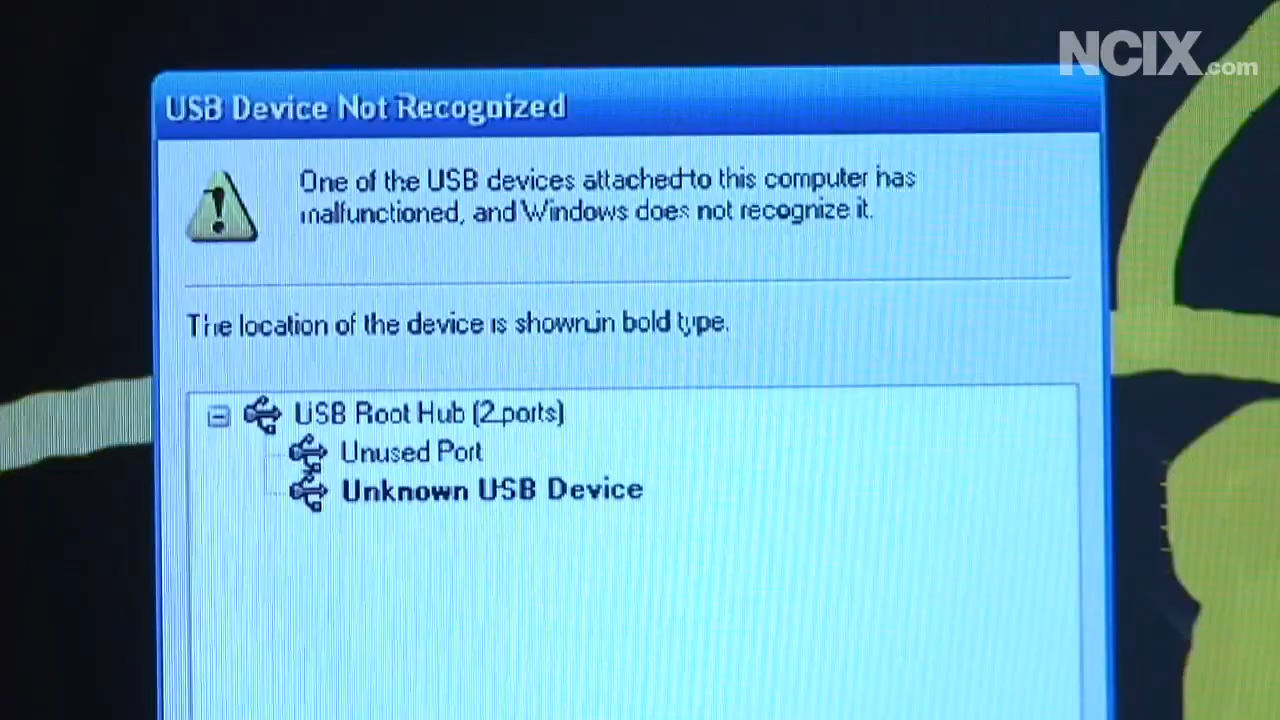 NCIX.com
USB Device Not Recognized
One of the USB devices attached to this computer has
malfunctioned, and Windows does not recognize it.
The location of the device is shown in bold type.
USB Root Hub (2 ports)
Unused Port
Unknown USB Device